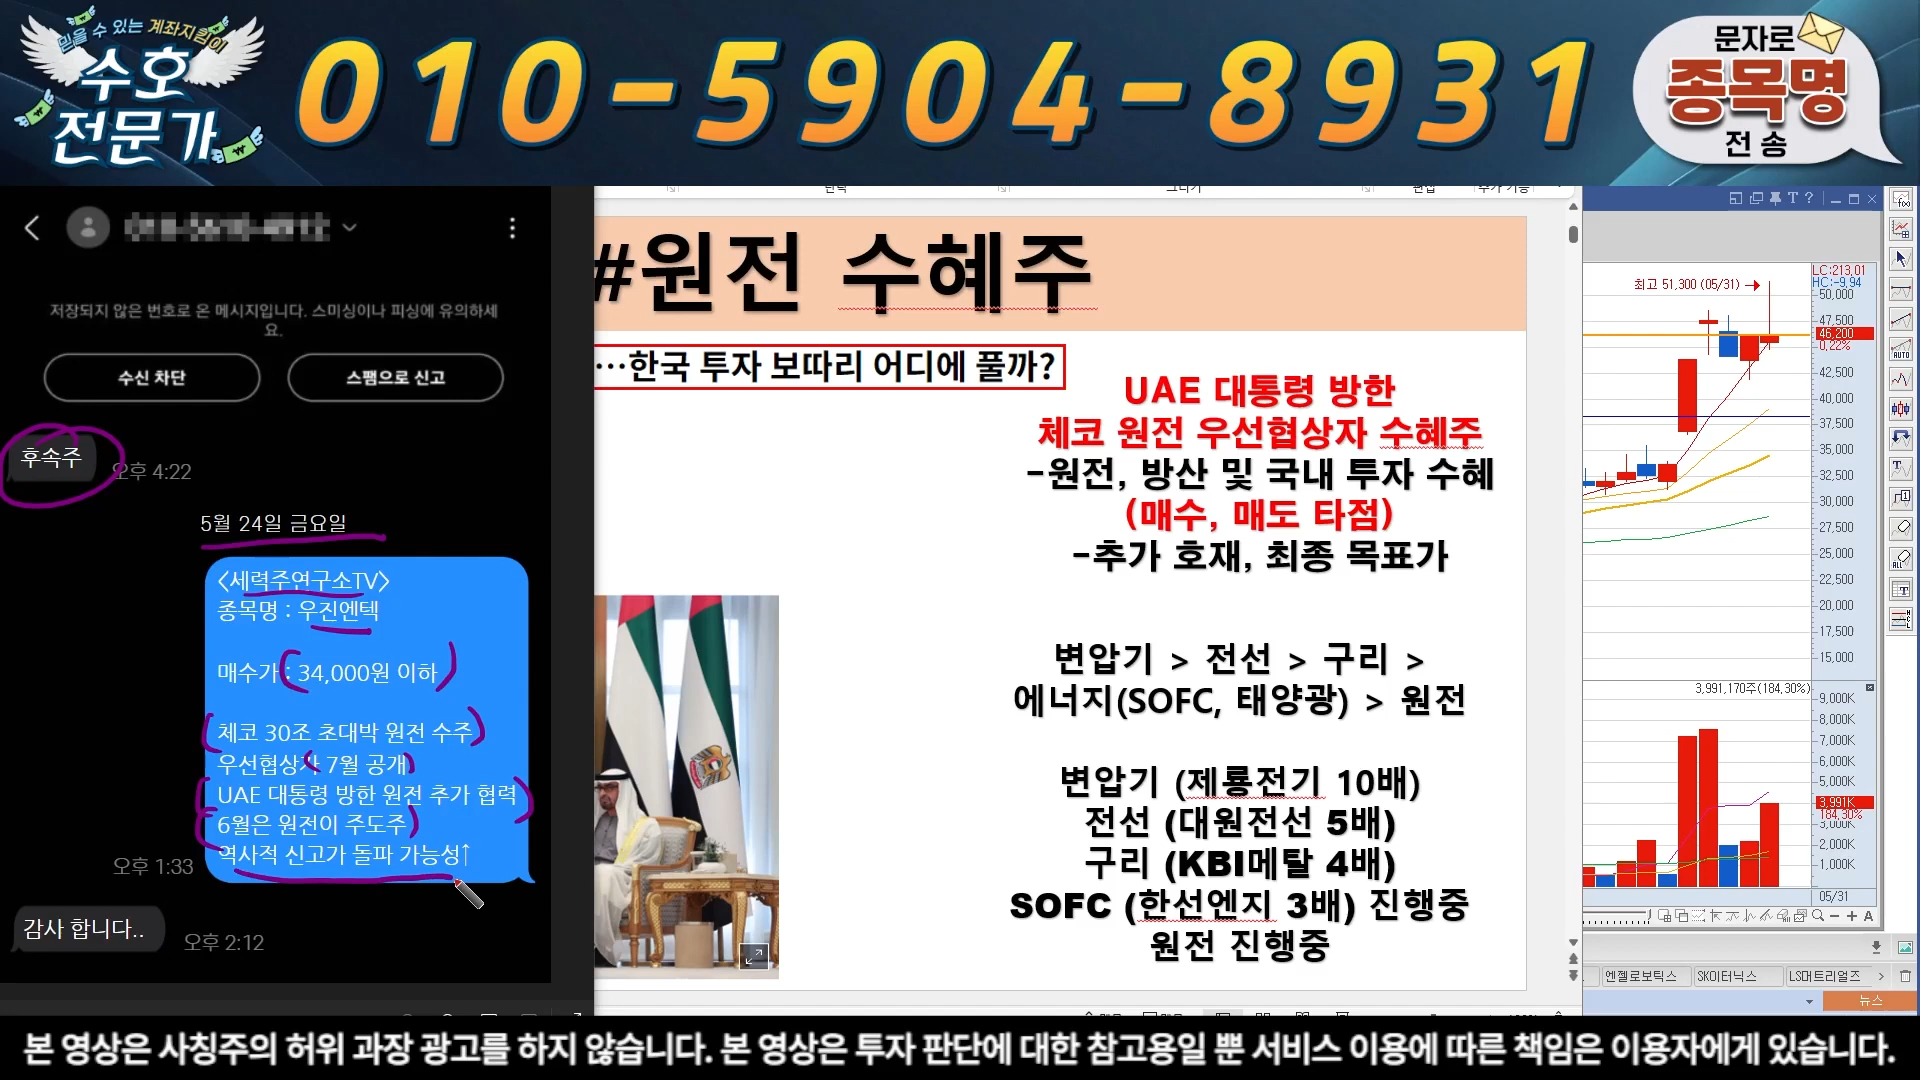 믿을 수 있는 계좌지킴이
수호
전문가
010-5904-8931
문자로
종목명
전송
저장되지 않은 번호로 온 메시지입니다. 스미싱이나 피싱에 유의하세
요.
수신 차단
스팸으로 신고
후속주
오후 4:22
5월 24일 금요일
<세력주연구소TV>
종목명 : 우진엔텍
매수가 : 34,000원 이하
체코 30조 초대박 원전 수주
우선협상자 7월 공개
UAE 대통령 방한 원전 추가 협력
6월은 원전이 주도주
역사적 신고가 돌파 가능성↑
오후 1:33
감사 합니다..
오후 2:12
#원전 수혜주
…한국 투자 보따리 어디에 풀까?
UAE 대통령 방한
체코 원전 우선협상자 수혜주
-원전, 방산 및 국내 투자 수혜
(매수, 매도 타점)
-추가 호재, 최종 목표가
변압기 > 전선 > 구리 >
에너지(SOFC, 태양광) > 원전
변압기 (제룡전기 10배)
전선 (대원전선 5배)
구리 (KBI메탈 4배)
SOFC (한선엔지 3배) 진행중
원전 진행중
최고 51,300 (05/31)
LC:213,01
HC:-9,94
50,000
47,500
46,200
0,22%
42,500
40,000
37,500
35,000
32,500
30,000
27,500
25,000
22,500
20,000
17,500
15,000
3,991,170주(184,30%)
9,000K
8,000K
7,000K
6,000K
5,000K
3,991K
184,30%
3,000K
2,000K
1,000K
05/31
엔젤로보틱스
SK이터닉스
LS머트리얼즈
뉴스
본 영상은 사칭주의 허위 과장 광고를 하지 않습니다. 본 영상은 투자 판단에 대한 참고용일 뿐 서비스 이용에 따른 책임은 이용자에게 있습니다.